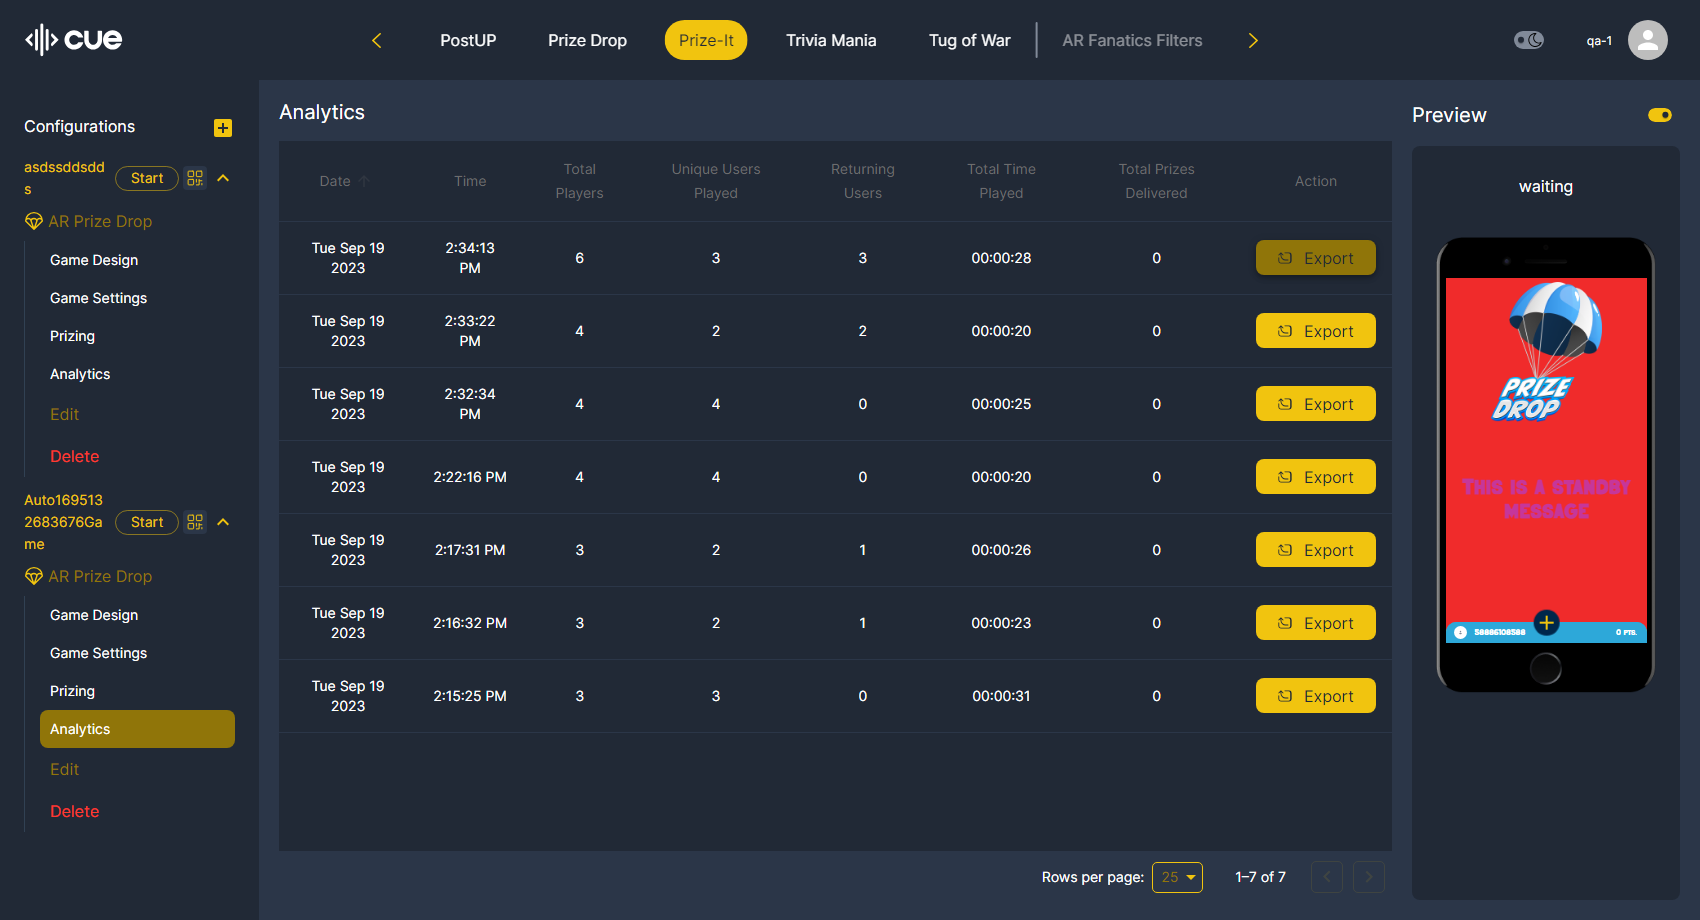 cue
PostUP
Prize Drop
Prize-It
Trivia Mania
Tug of War
AR Fanatics Filters
qa-1
Configurations
asdssddsdd
s
Start
AR Prize Drop
Game Design
Game Settings
Prizing
Analytics
Edit
Delete
Auto169513
2683676Ga
me
Start
AR Prize Drop
Game Design
Game Settings
Prizing
Analytics
Edit
Delete
Analytics
Date
Time
Total
Players
Unique Users
Played
Returning
Users
Total Time
Played
Total Prizes
Delivered
Action
Tue Sep 19
2023
2:34:13
PM
6
3
3
00:00:28
0
Export
Tue Sep 19
2023
2:33:22
PM
4
2
2
00:00:20
0
Export
Tue Sep 19
2023
2:32:34
PM
4
4
0
00:00:25
0
Export
Tue Sep 19
2023
2:22:16 PM
4
4
0
00:00:20
0
Export
Tue Sep 19
2023
2:17:31 PM
3
2
1
00:00:26
0
Export
Tue Sep 19
2023
2:16:32 PM
3
2
1
00:00:23
0
Export
Tue Sep 19
2023
2:15:25 PM
3
3
0
00:00:31
0
Export
Rows per page:
25
1–7 of 7
Preview
waiting
PRIZE
DROP
THIS IS A STANDBY
MESSAGE
0 PTS.